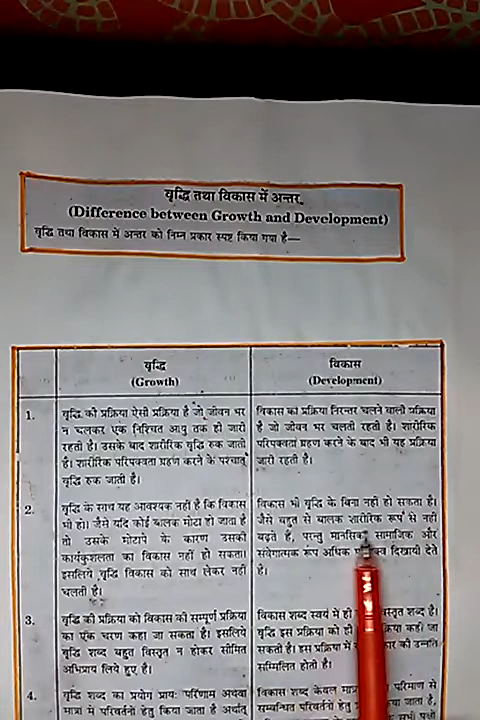 वृद्धि तथा विकास में अन्तर
(Difference between Growth and Development)
वृद्धि तथा विकास में अन्तर को निम्न प्रकार स्पष्ट किया गया है—
वृद्धि
(Growth)
विकास
(Development)
1.
वृद्धि की प्रक्रिया ऐसी प्रक्रिया है जो जीवन भर
न चलकर एक निश्चित आयु तक ही जारी
रहती है। उसके बाद शारीरिक वृद्धि रुक जाती
है। शारीरिक परिपक्वता ग्रहण करने के पश्चात्
वृद्धि रुक जाती है।
विकास की प्रक्रिया निरन्तर चलने वाली प्रक्रिया
है जो जीवन भर चलती रहती है। शारीरिक
परिपक्वता ग्रहण करने के बाद भी यह प्रक्रिया
जारी रहती है।
2.
वृद्धि के साथ यह आवश्यक नहीं है कि विकास
भी हो। जैसे यदि कोई बालक मोटा हो जाता है
तो उसके मोटापे के कारण उसकी
कार्यकुशलता का विकास नहीं हो सकता।
इसलिये वृद्धि विकास को साथ लेकर नहीं
चलती है।
विकास भी वृद्धि के बिना नहीं हो सकता है।
जैसे बहुत से बालक शारीरिक रूप से नहीं
बढ़ते हैं, परन्तु मानसिक, सामाजिक और
संवेगात्मक रूप अधिक दिखायी देते
हैं।
3.
वृद्धि की प्रक्रिया को विकास की सम्पूर्ण प्रक्रिया
का एक चरण कहा जा सकता है। इसलिये
वृद्धि शब्द बहुत विस्तृत न होकर सीमित
अभिप्राय लिये हुए है।
विकास शब्द स्वयं में ही विस्तृत शब्द है।
वृद्धि इस प्रक्रिया को ही प्रक्रिया कहा जा
सकती है। इस प्रक्रिया में की उन्नति
सम्मिलित होती है।
4.
वृद्धि शब्द का प्रयोग प्रायः परिणाम अथवा
मात्रा में परिवर्तनों हेतु किया जाता है अर्थात्
विकास शब्द केवल परिमाण से
सम्बन्धित परिवर्तनों जाता है,